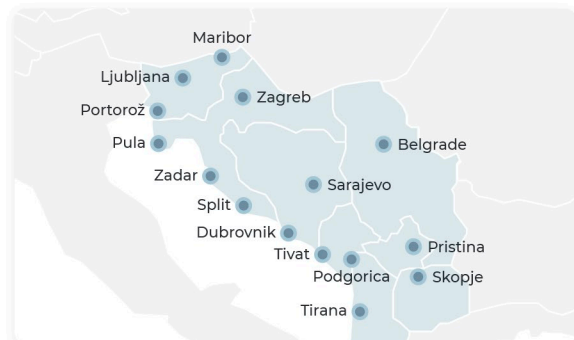 Maribor
Ljubljana
Zagreb
Portorož
Pula
Belgrade
Zadar
Sarajevo
Split
Dubrovnik
Pristina
Tivat
Podgorica
Skopje
Tirana